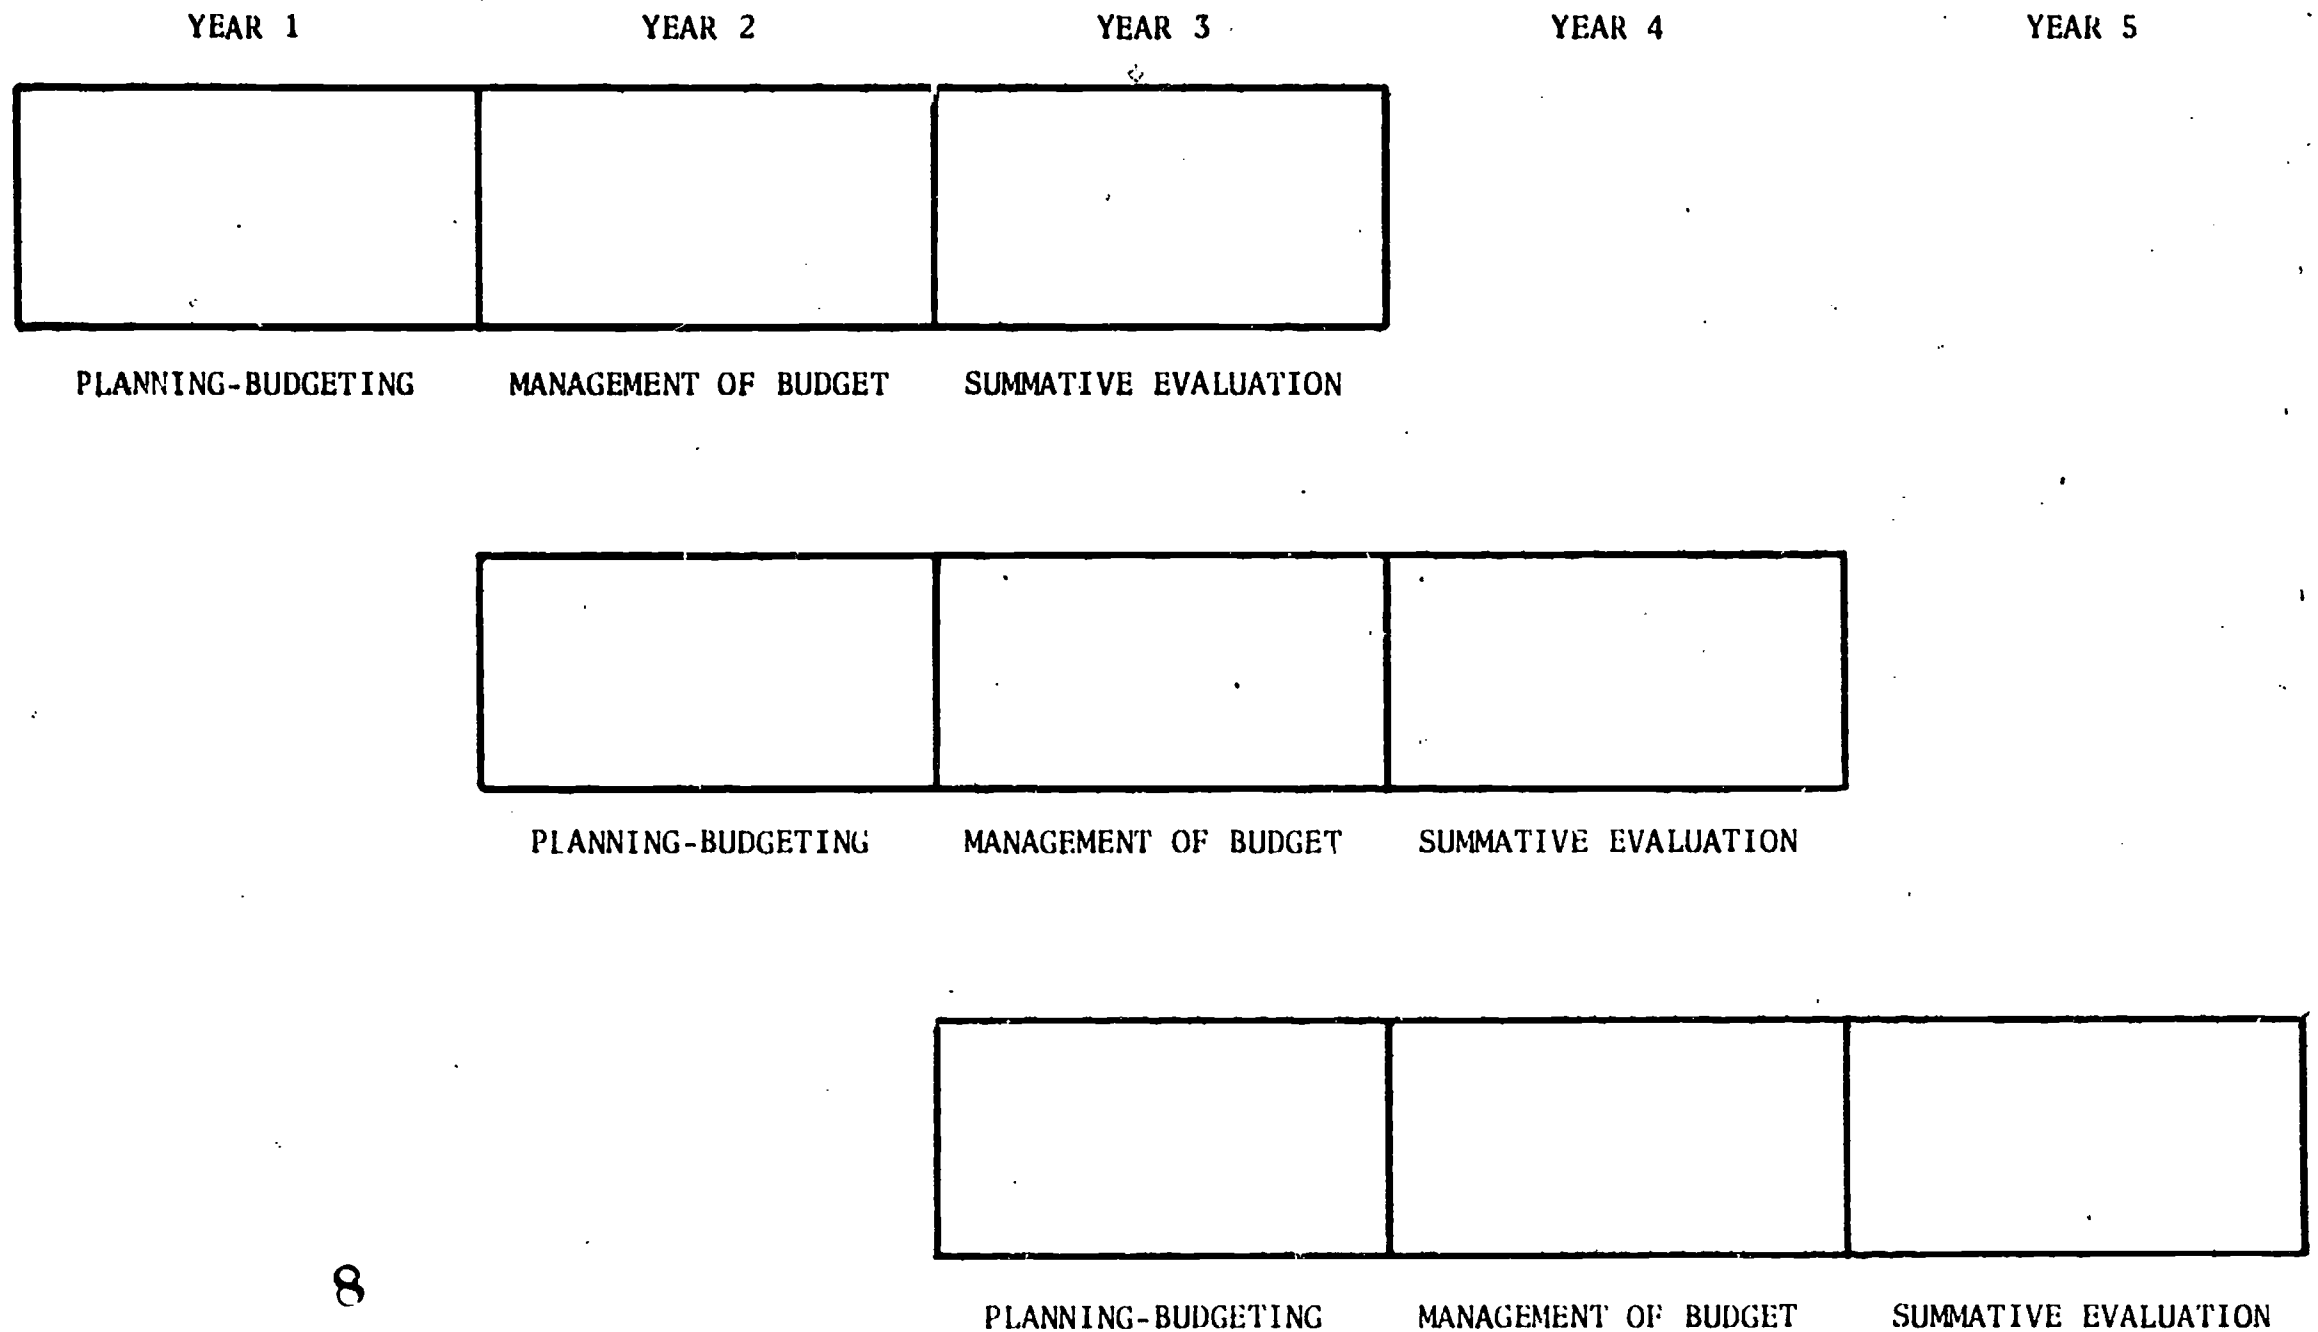 YEAR 1 YEAR 2 YEAR 3 YEAR 4 YEAR 5
PLANNING-BUDGETING MANAGEMENT OF BUDGET SUMMATIVE EVALUATION
PLANNING-BUDGETING MANAGEMENT OF BUDGET SUMMATIVE EVALUATION
8
PLANNING-BUDGETING MANAGEMENT OF BUDGET SUMMATIVE EVALUATION